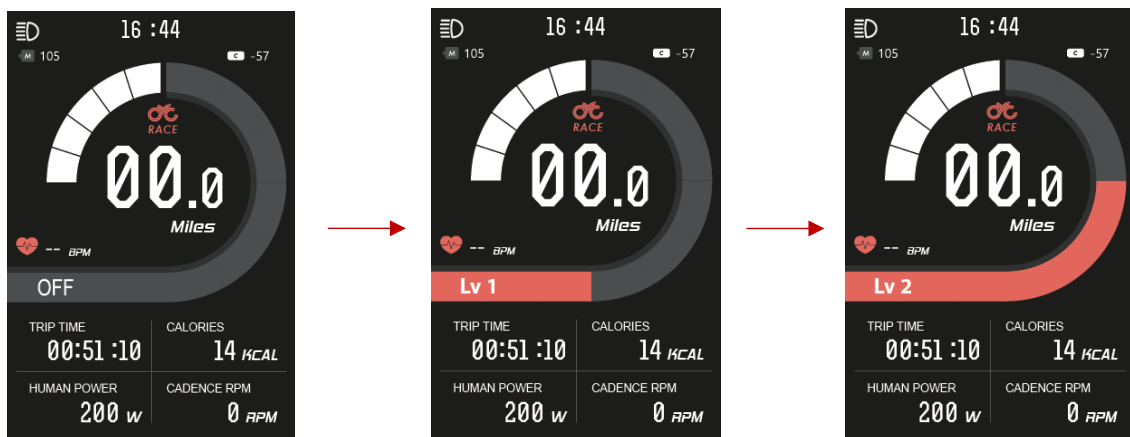 16 :44
M 105
C -57
RACE
00.0
Miles
-- BPM
OFF
TRIP TIME
CALORIES
00:51 :10
14 KCAL
HUMAN POWER
CADENCE RPM
200 W
0 RPM
16 :44
M 105
C -57
RACE
00.0
Miles
-- BPM
Lv 1
TRIP TIME
CALORIES
00:51 :10
14 KCAL
HUMAN POWER
CADENCE RPM
200 W
0 RPM
16 :44
M 105
C -57
RACE
00.0
Miles
-- BPM
Lv 2
TRIP TIME
CALORIES
00:51 :10
14 KCAL
HUMAN POWER
CADENCE RPM
200 W
0 RPM